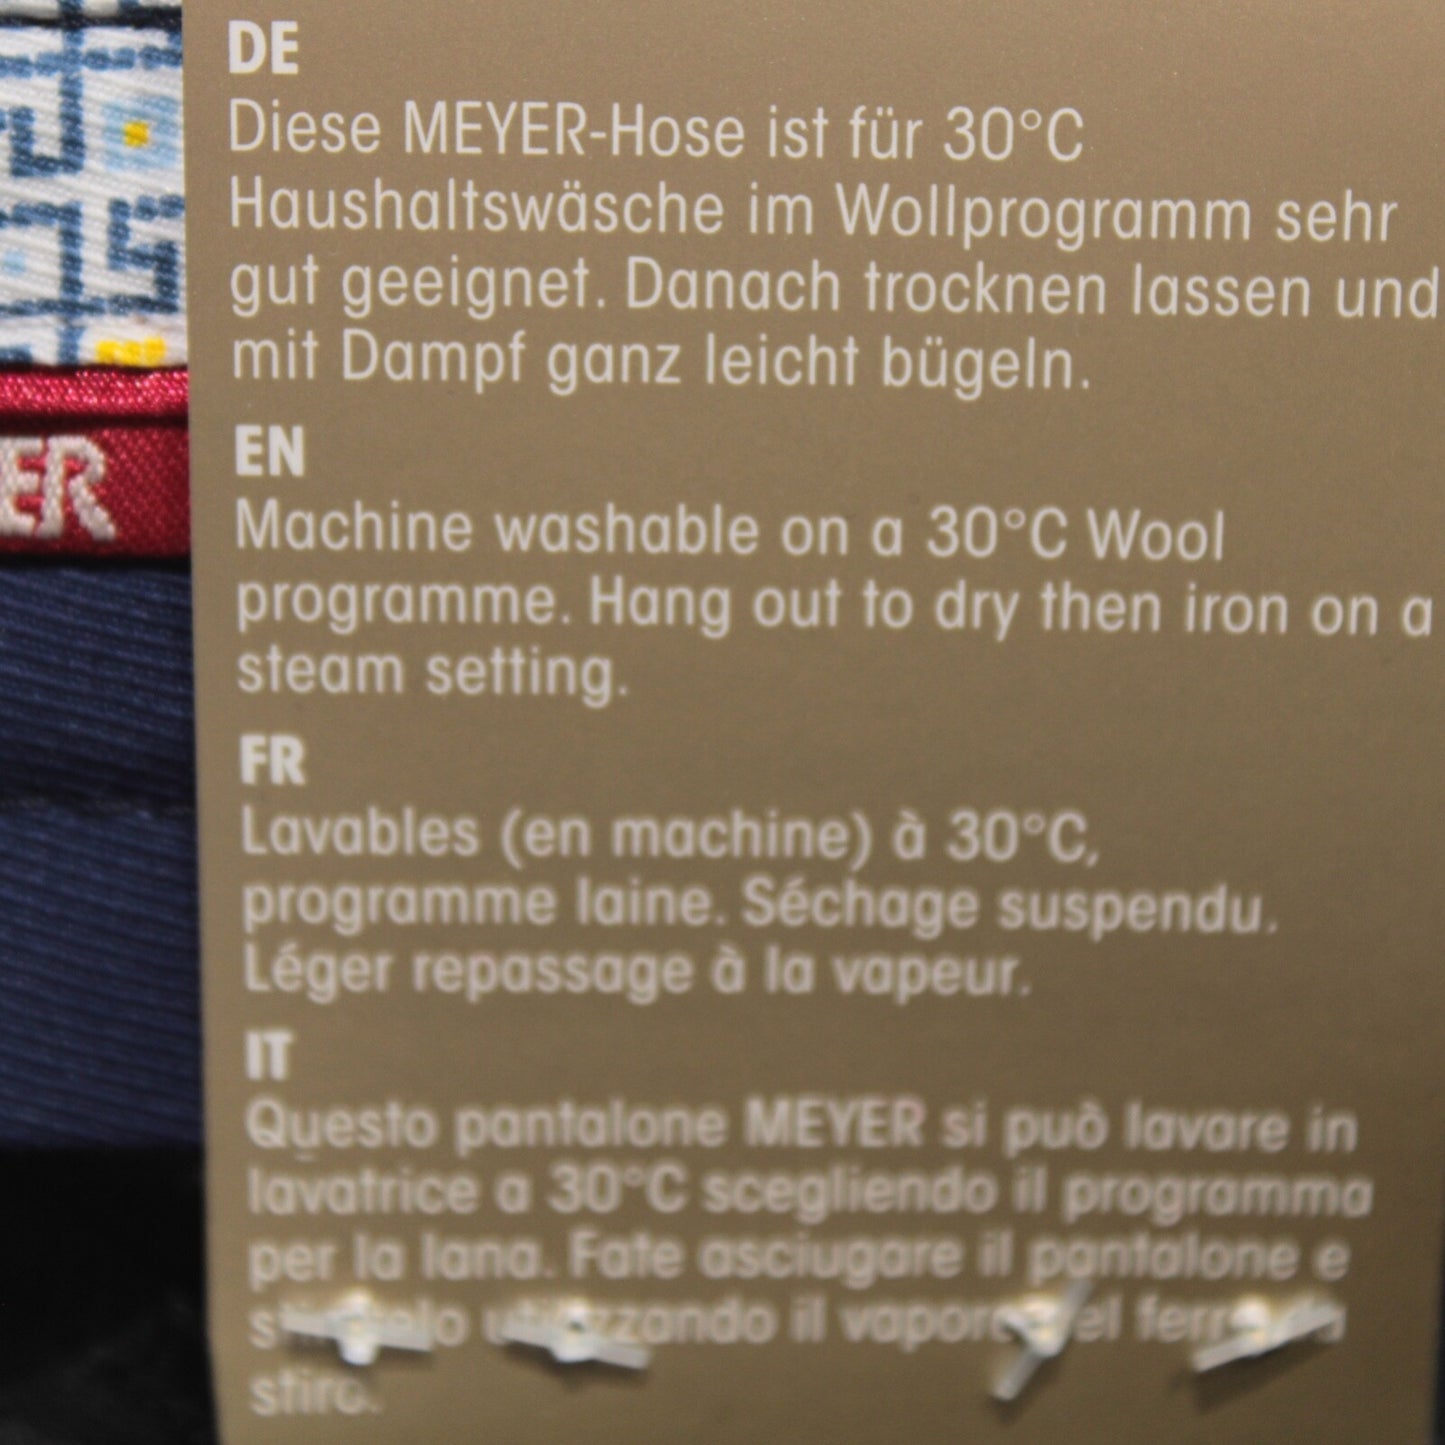 DE
Diese MEYER-Hose ist für 30°C
Haushaltswäsche im Wollprogramm sehr
gut geeignet. Danach trocknen lassen und
mit Dampf ganz leicht bügeln.
ER
EN
Machine washable on a 30°C Wool
programme. Hang out to dry then iron on a
steam setting.
FR
Lavables (en machine) à 30°C,
programme laine. Séchage suspendu.
Léger repassage à la vapeur.
IT
Questo pantalone MEYER si può lavare in
lavatrice a 30°C scegliendo il programma
per la lana. Fate asciugare il pantalone e
il
stiro.